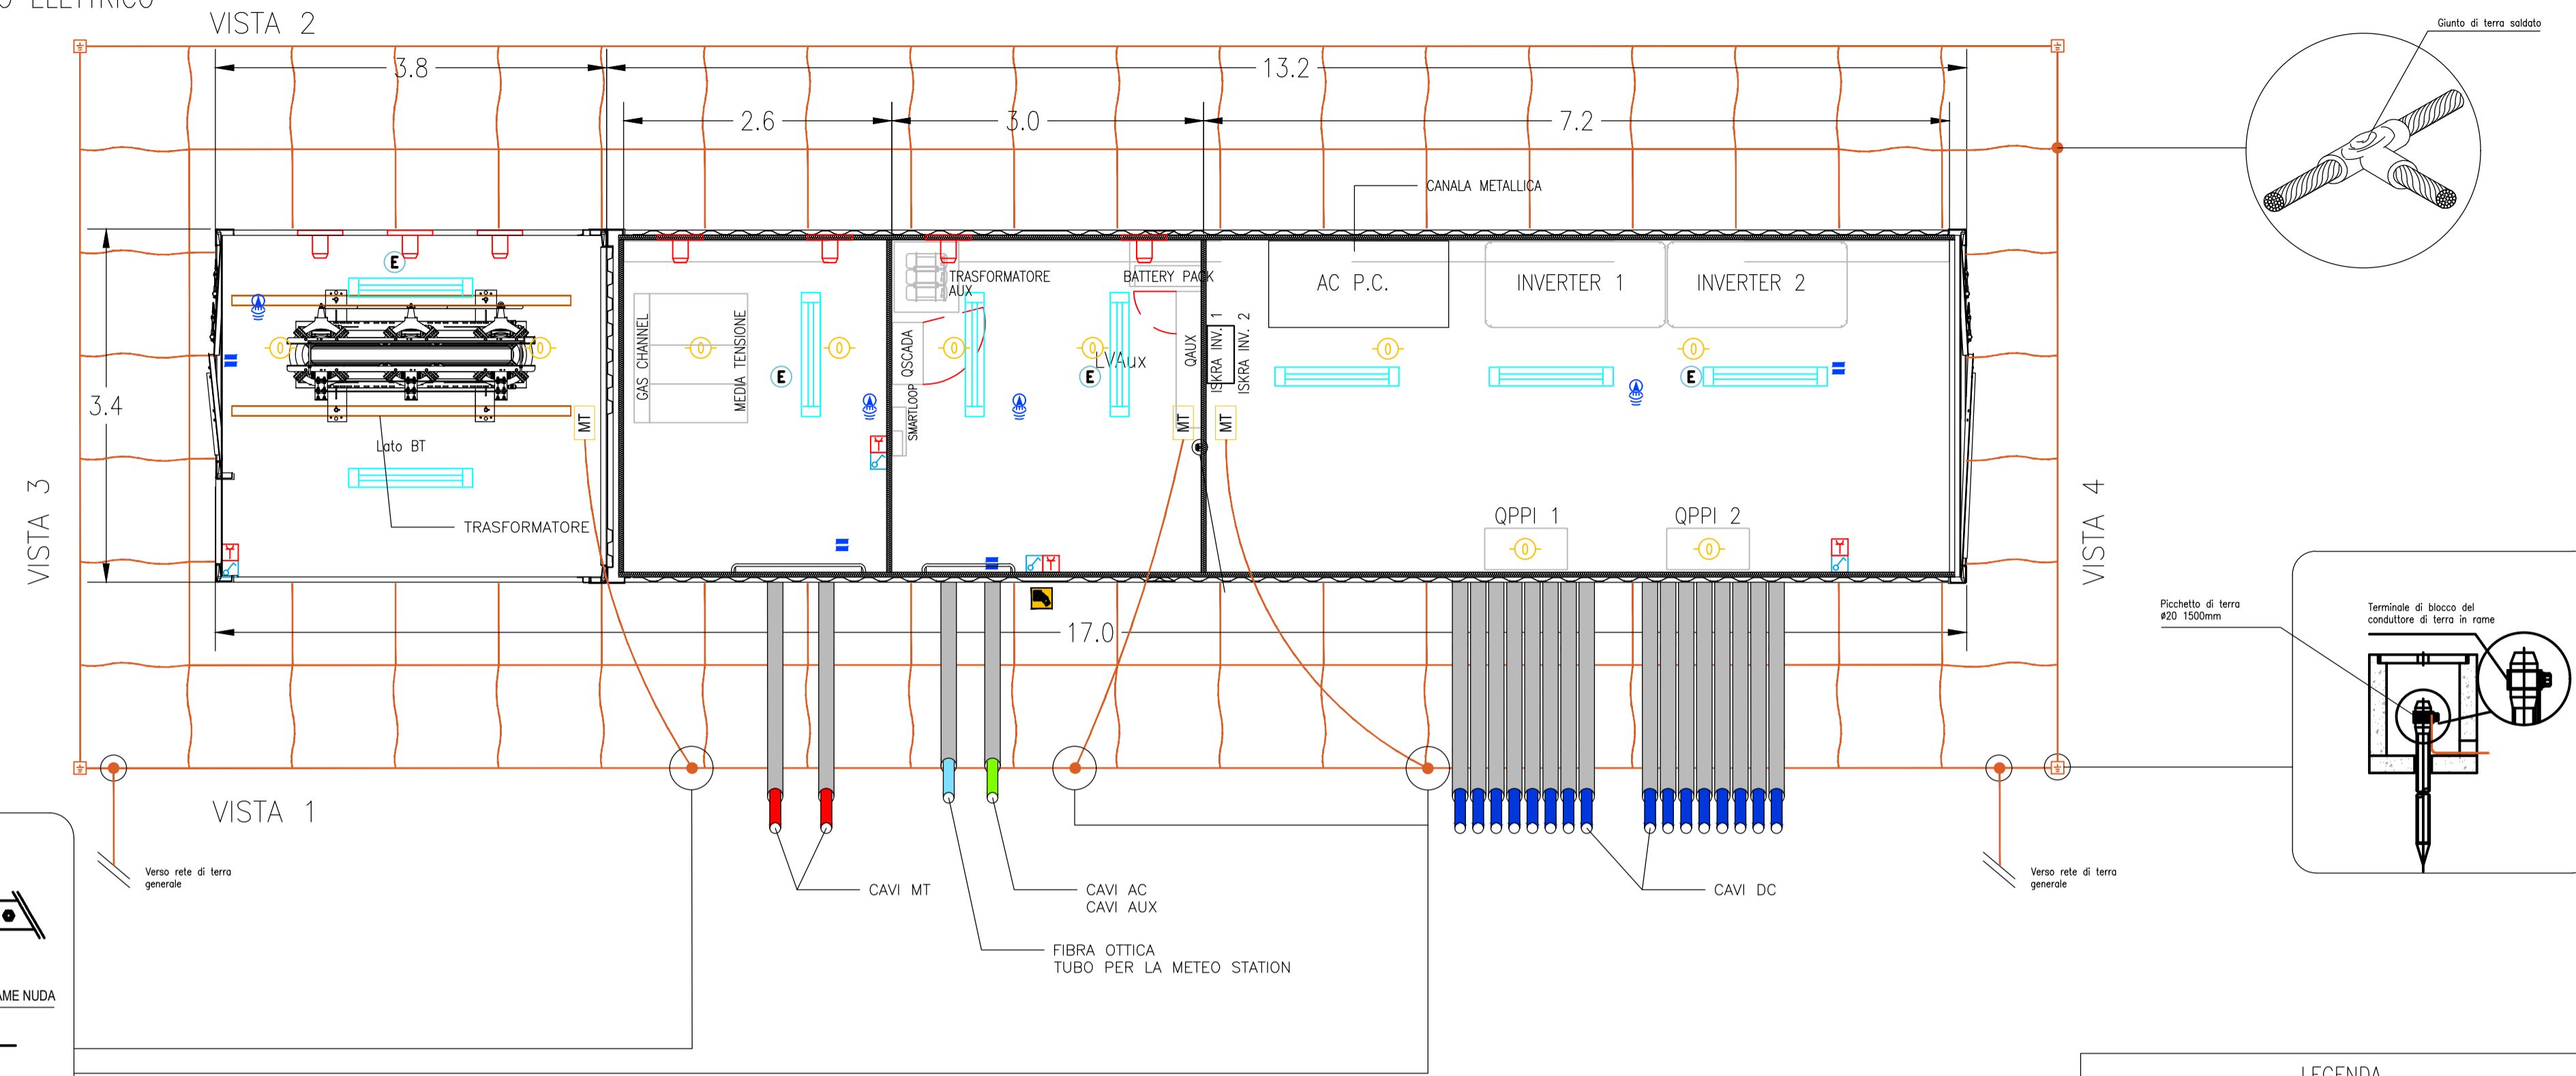 ELETTRICO
VISTA 2
Giunto di terra saldato
3.8
13.2
2.6
3.0
7.2
CANALA METALLICA
E
TRASFORMATORE
AUX
BATTERY PACK
AC P.C.
INVERTER 1
INVERTER 2
GAS CHANNEL
MEDIA TENSIONE
QSCADA
SMARTLOOP
E
E
LVAux
QAUX
ISKRA INV. 1
ISKRA INV. 2
E
3.4
MT
MT
MT
Lato BT
TRASFORMATORE
QPPI 1
QPPI 2
VISTA 3
VISTA 4
17.0
Picchetto di terra
ø20 1500mm
Terminale di blocco del
conduttore di terra in rame
VISTA 1
Verso rete di terra
generale
CAVI MT
CAVI AC
CAVI AUX
CAVI DC
Verso rete di terra
generale
FIBRA OTTICA
TUBO PER LA METEO STATION
AME NUDA
LEGENDA